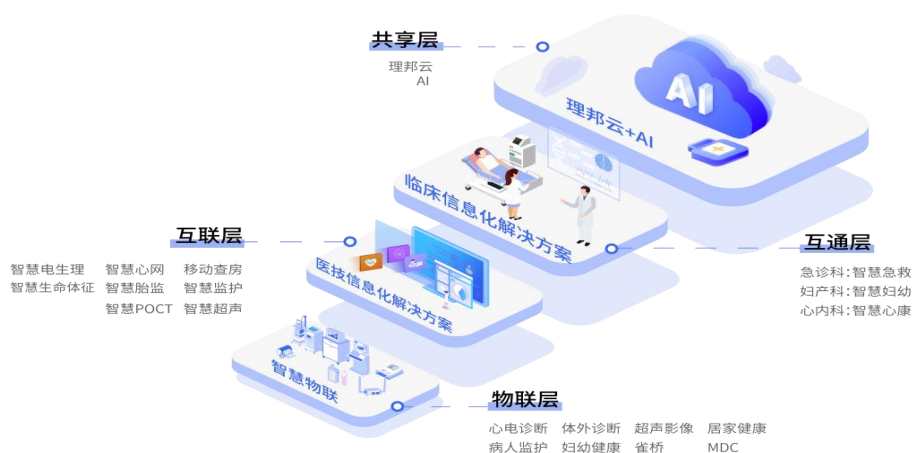 共享层
理邦云
AI
AI
理邦云+AI
临床信息化解决方案
互联层
智慧电生理 智慧心网 移动查房
智慧生命体征 智慧胎监 智慧监护
智慧POCT 智慧超声
医技信息化解决方案
互通层
急诊科:智慧急救
妇产科:智慧妇幼
心内科:智慧心康
智慧物联
物联层
心电诊断 体外诊断 超声影像 居家健康
病人监护 妇幼健康 雀桥 MDC